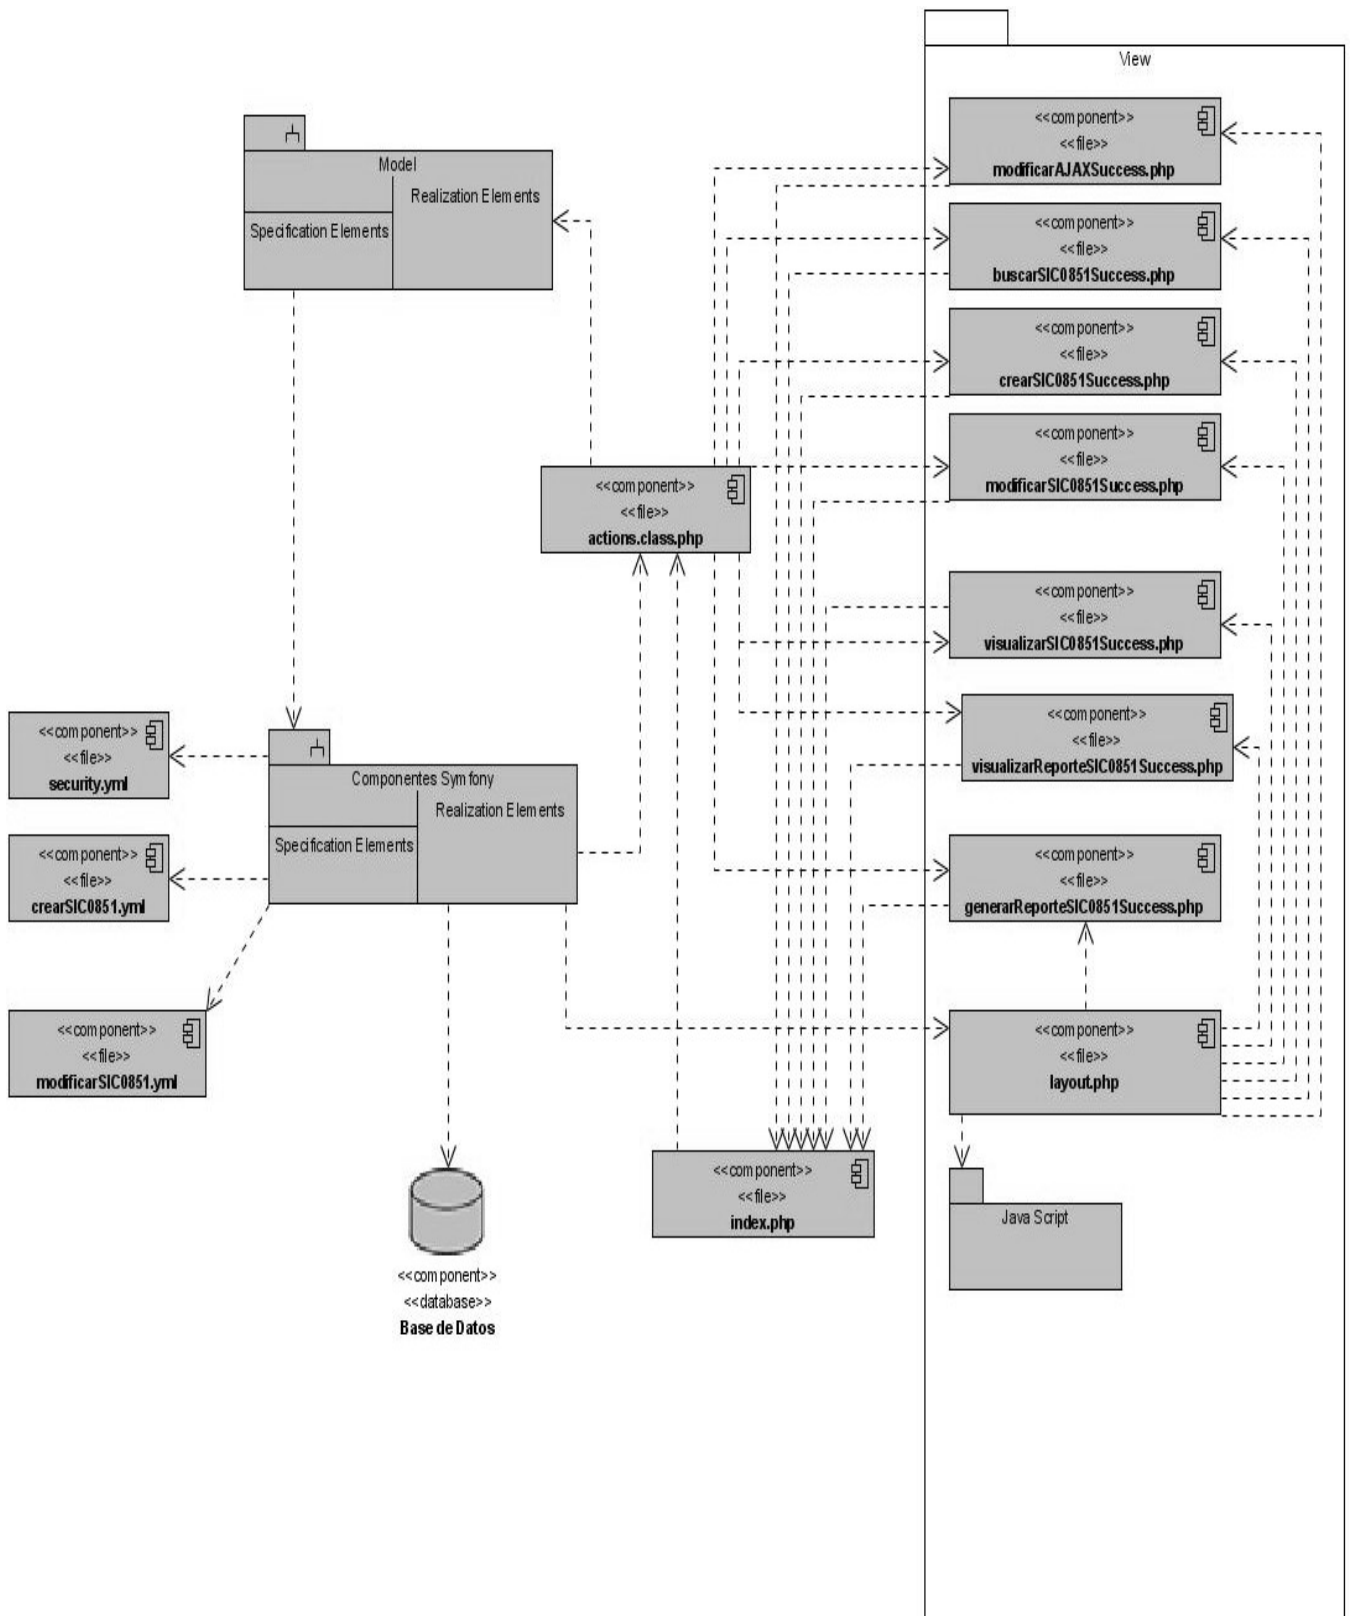 View
<<component>>
<<file>>
modificarAJAXSuccess.php
<<component>>
<<file>>
buscarSIC0851Success.php
<<component>>
<<file>>
crearSIC0851Success.php
<<component>>
<<file>>
modificarSIC0851Success.php
<<component>>
<<file>>
visualizarSIC0851Success.php
<<component>>
<<file>>
visualizarReporteSIC0851Success.php
<<component>>
<<file>>
generarReporteSIC0851Success.php
<<component>>
<<file>>
layout.php
Java Script
Model
Realization Elements
Specification Elements
<<component>>
<<file>>
actions.class.php
<<component>>
<<file>>
security.yml
<<component>>
<<file>>
crearSIC0851.yml
<<component>>
<<file>>
modificarSIC0851.yml
Componentes Symfony
Realization Elements
Specification Elements
<<component>>
<<file>>
index.php
<<component>>
<<database>>
Base de Datos